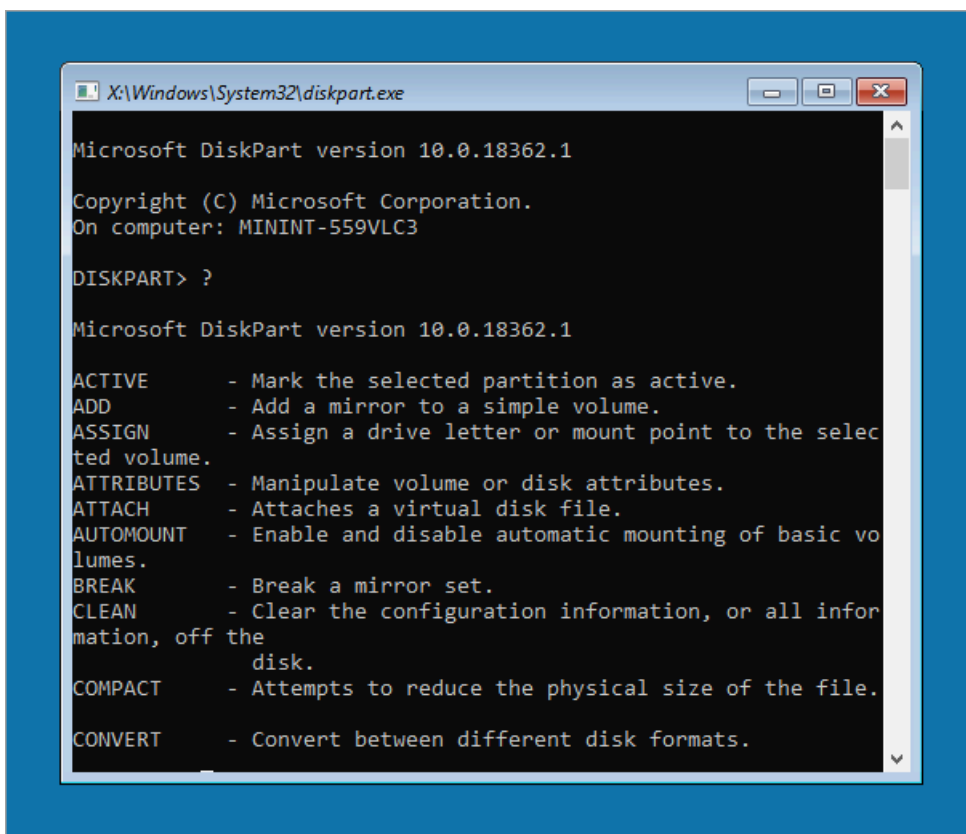 X:\Windows\System32\diskpart.exe
Microsoft DiskPart version 10.0.18362.1
Copyright (C) Microsoft Corporation.
On computer: MININT-559VLC3
DISKPART> ?
Microsoft DiskPart version 10.0.18362.1
ACTIVE      - Mark the selected partition as active.
ADD         - Add a mirror to a simple volume.
ASSIGN      - Assign a drive letter or mount point to the selec
ted volume.
ATTRIBUTES  - Manipulate volume or disk attributes.
ATTACH      - Attaches a virtual disk file.
AUTOMOUNT   - Enable and disable automatic mounting of basic vo
lumes.
BREAK       - Break a mirror set.
CLEAN       - Clear the configuration information, or all infor
mation, off the
              disk.
COMPACT     - Attempts to reduce the physical size of the file.
CONVERT     - Convert between different disk formats.